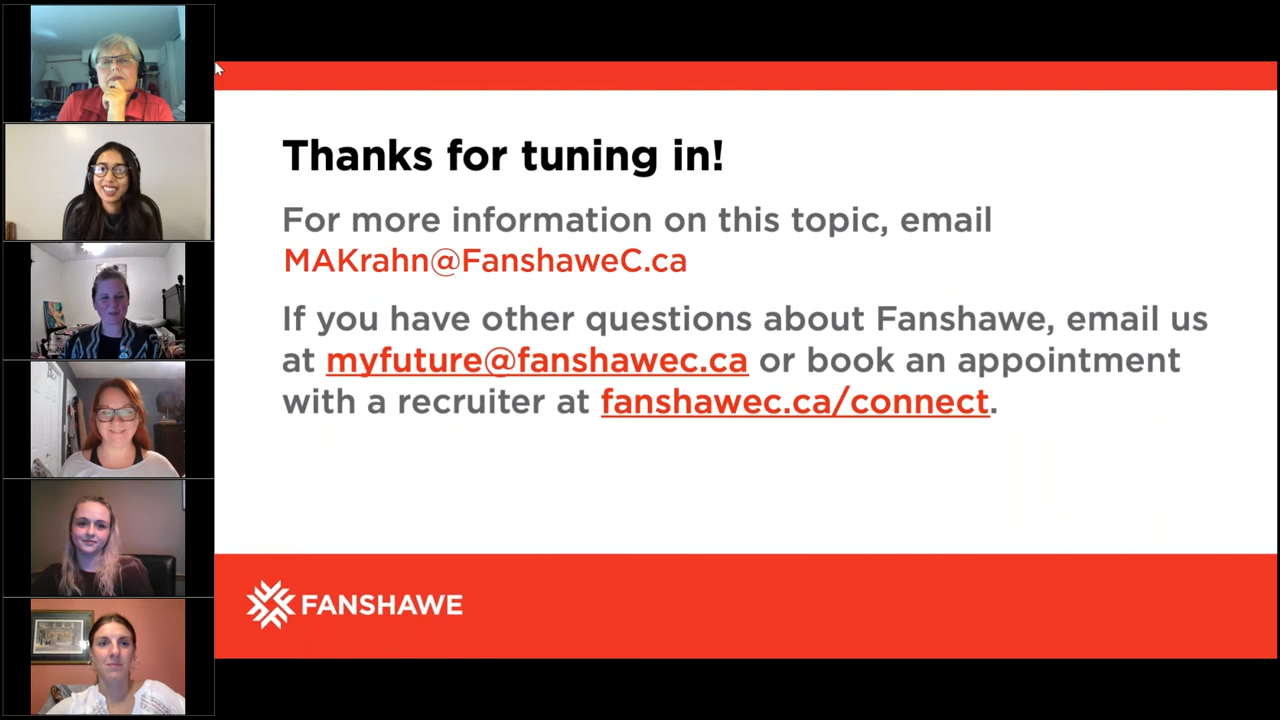 Thanks for tuning in!
For more information on this topic, email
MAKrahn@FanshaweC.ca
If you have other questions about Fanshawe, email us
at myfuture@fanshawec.ca or book an appointment
with a recruiter at fanshawec.ca/connect.
FANSHAWE